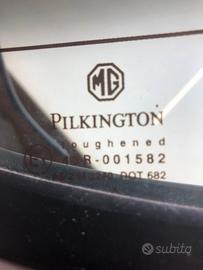 MG
PILKINGTON
toughened
43R-001582
DOT 682
subito